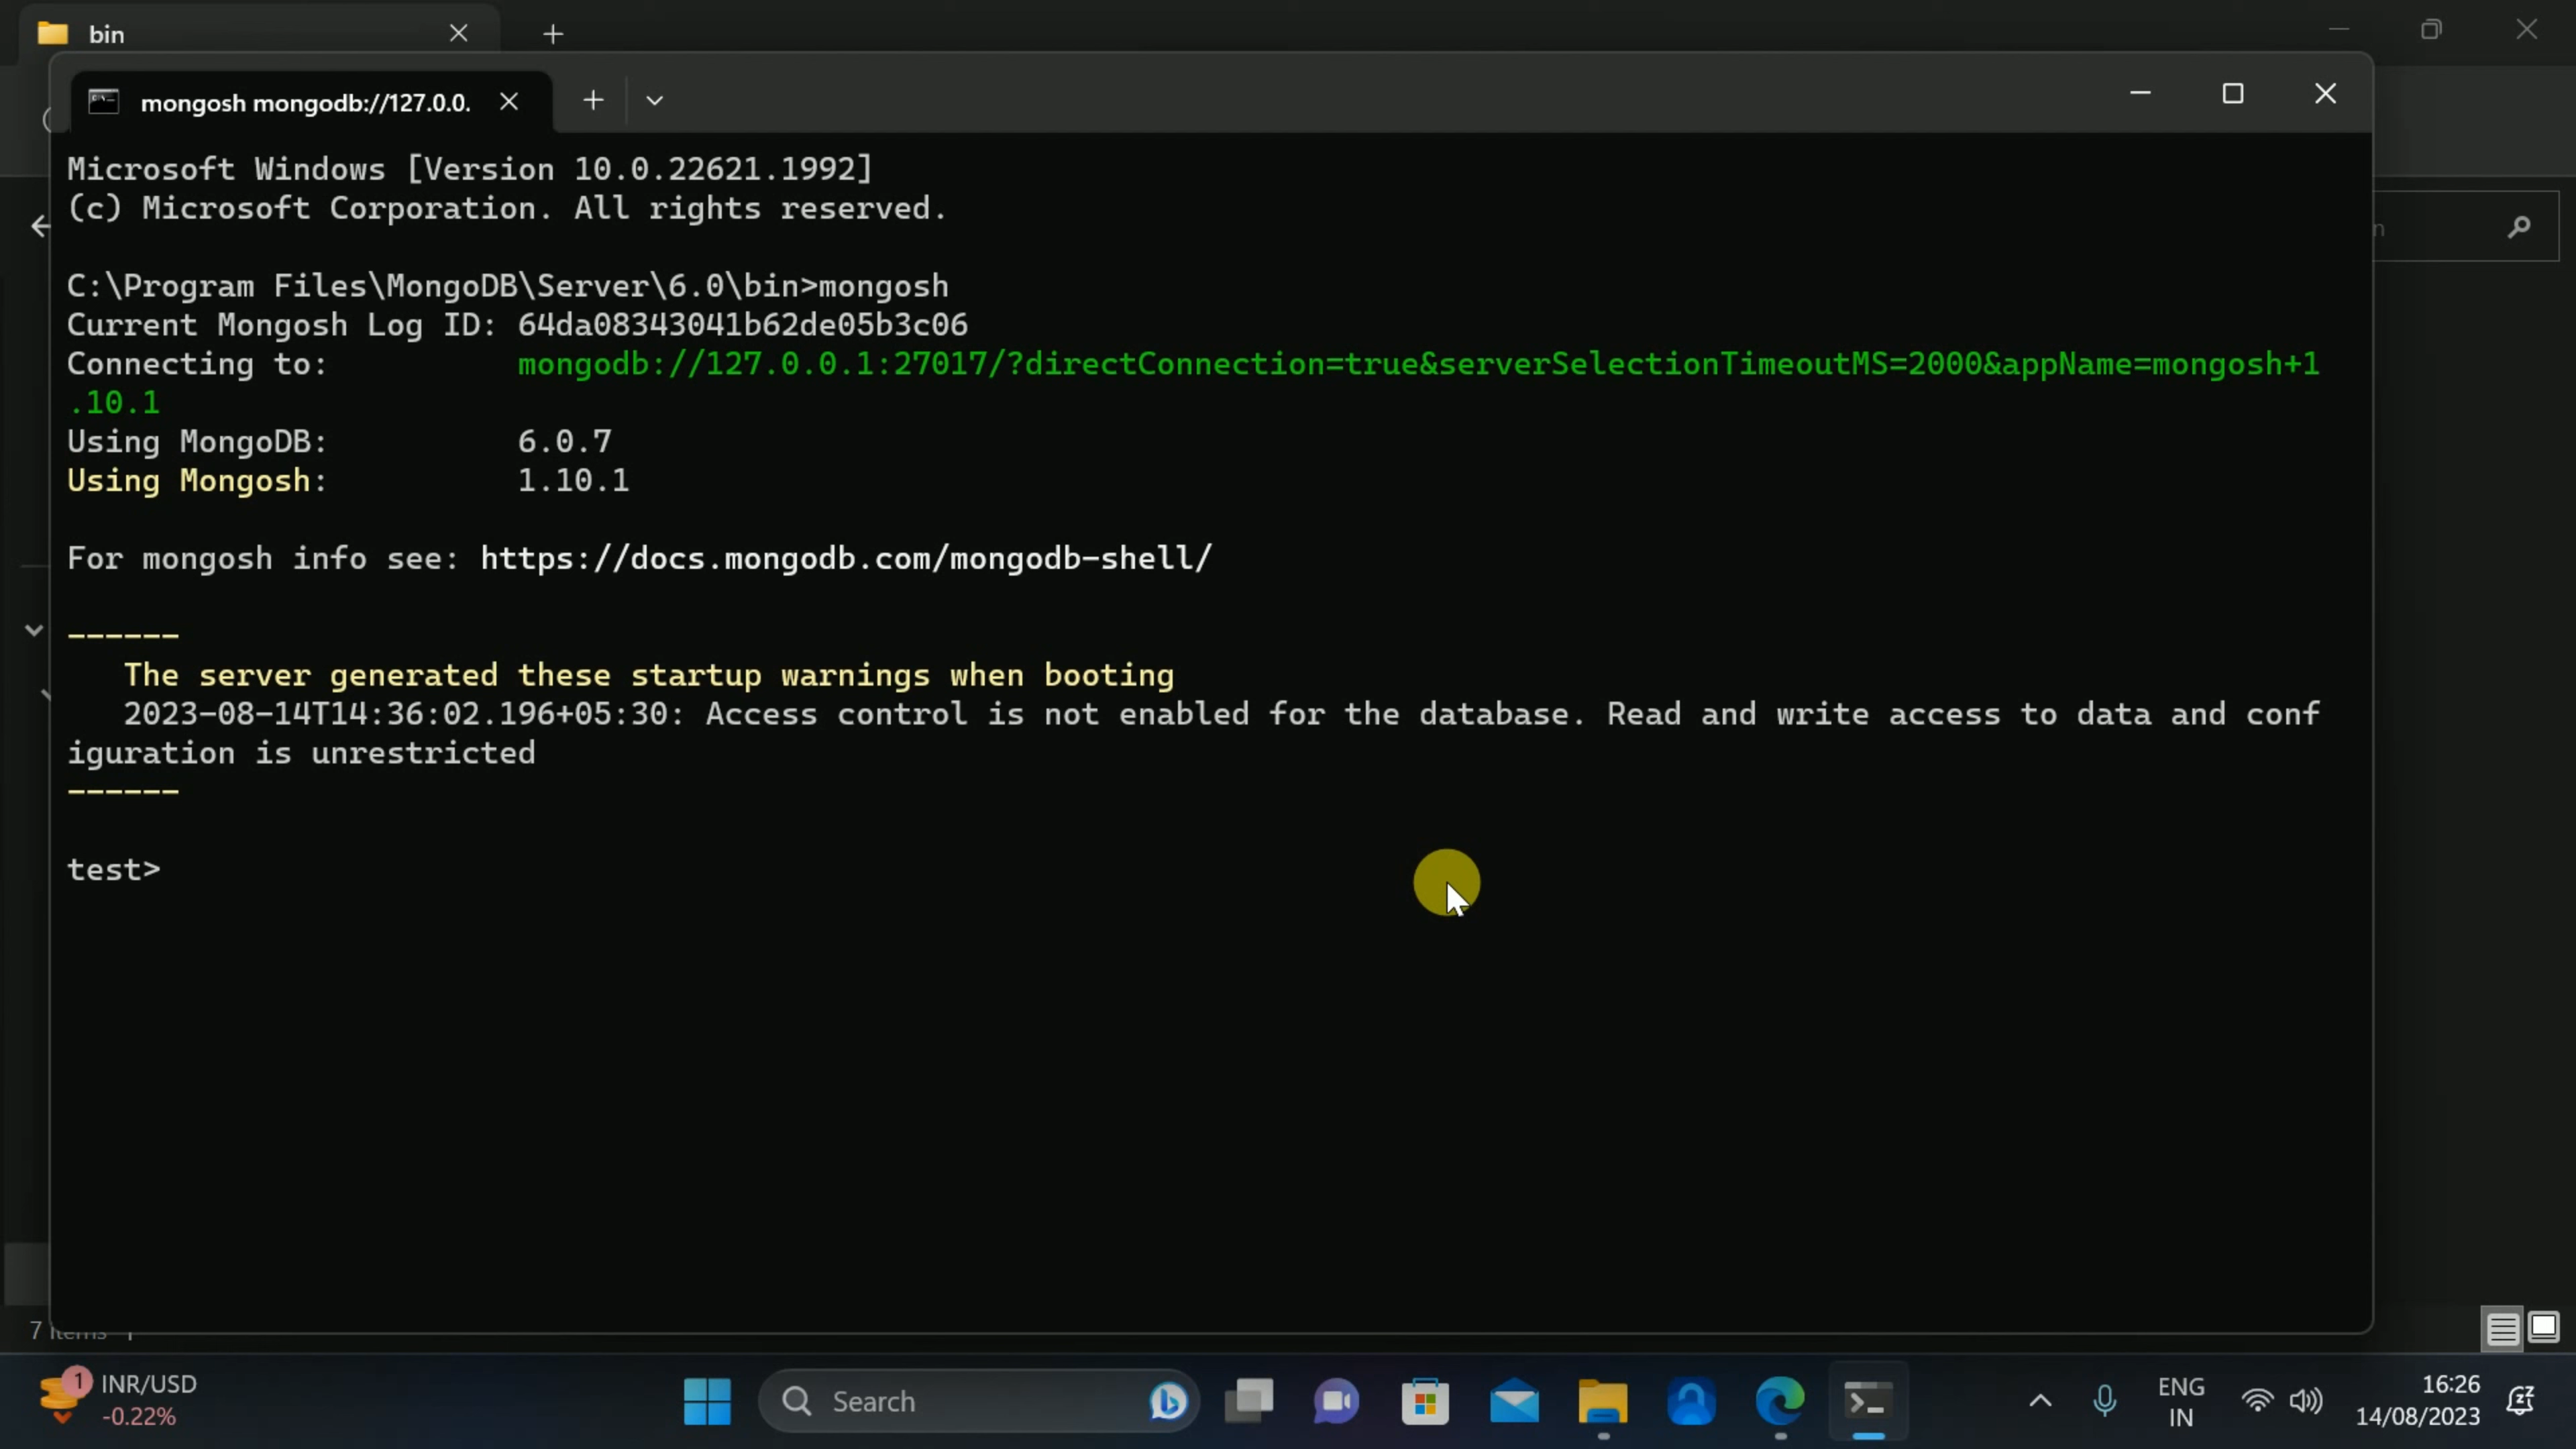 bin
mongosh mongodb://127.0.0.
Microsoft Windows [Version 10.0.22621.1992]
(c) Microsoft Corporation. All rights reserved.
C:\Program Files\MongoDB\Server\6.0\bin>mongosh
Current Mongosh Log ID: 64da08343041b62de05b3c06
Connecting to: mongodb://127.0.0.1:27017/?directConnection=true&serverSelectionTimeoutMS=2000&appName=mongosh+1
.10.1
Using MongoDB: 6.0.7
Using Mongosh: 1.10.1
For mongosh info see: https://docs.mongodb.com/mongodb-shell/
------
The server generated these startup warnings when booting
2023-08-14T14:36:02.196+05:30: Access control is not enabled for the database. Read and write access to data and conf
iguration is unrestricted
------
test>
7 items
1
INR/USD
-0.22%
Search
ENG
IN
16:26
14/08/2023